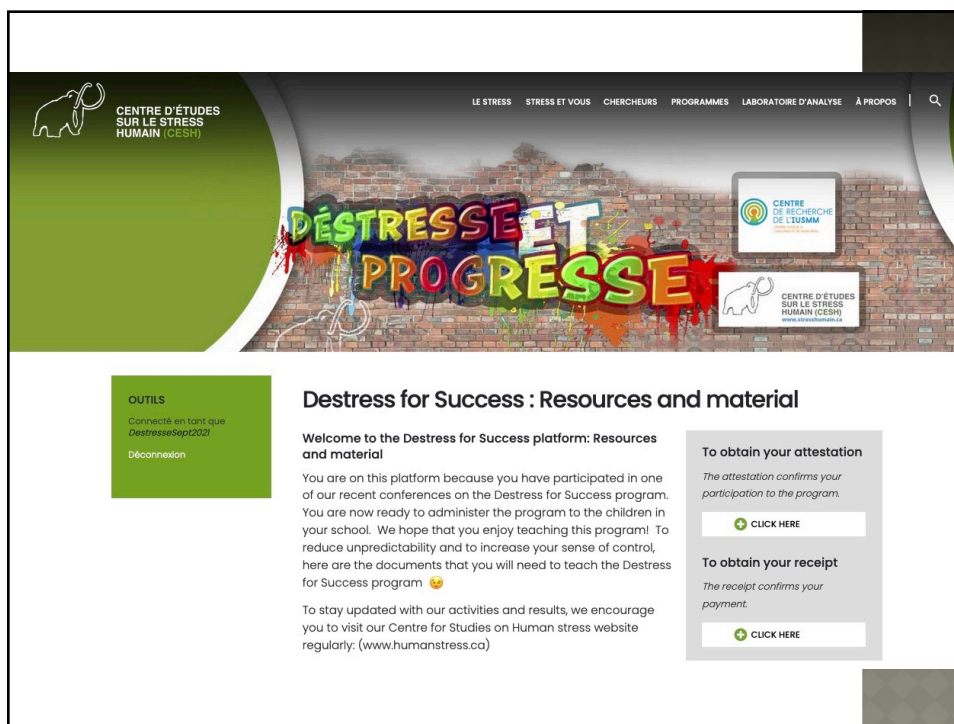 CENTRE D'ÉTUDES
SUR LE STRESS
HUMAIN (CESH)
LE STRESS STRESS ET VOUS CHERCHEURS PROGRAMMES LABORATOIRE D'ANALYSE À PROPOS
DÉSTRESSE ET
PROGRESSE
CENTRE
DE RECHERCHE
DE L'IUSMM
CENTRE D'ÉTUDES
SUR LE STRESS
HUMAIN (CESH)
www.stresshumain.ca
OUTILS
Connecté en tant que
DestresseSept2021
Déconnexion
Destress for Success : Resources and material
Welcome to the Destress for Success platform: Resources
and material
You are on this platform because you have participated in one
of our recent conferences on the Destress for Success program.
You are now ready to administer the program to the children in
your school. We hope that you enjoy teaching this program! To
reduce unpredictability and to increase your sense of control,
here are the documents that you will need to teach the Destress
for Success program 😉
To stay updated with our activities and results, we encourage
you to visit our Centre for Studies on Human stress website
regularly: (www.humanstress.ca)
To obtain your attestation
The attestation confirms your
participation to the program.
CLICK HERE
To obtain your receipt
The receipt confirms your
payment.
CLICK HERE